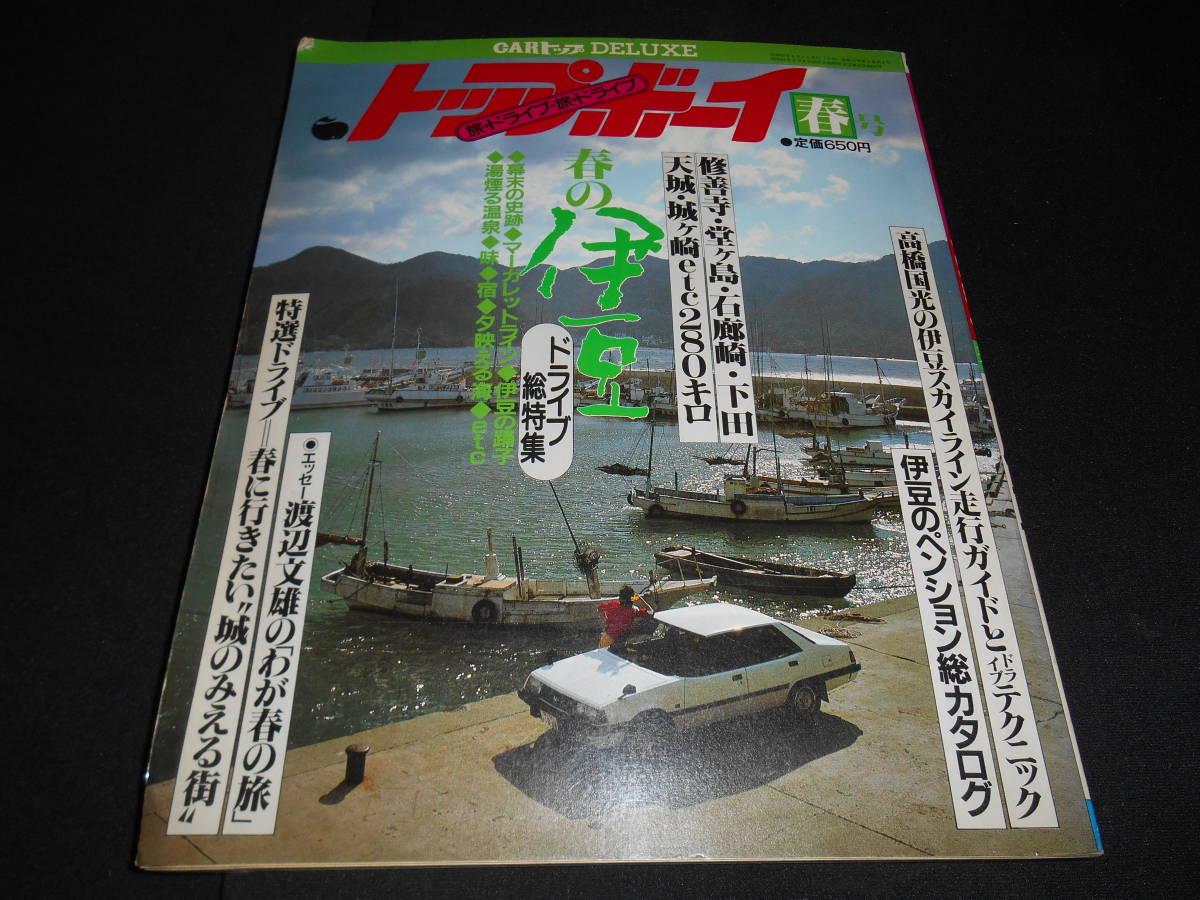 CARトップ DELUXE
トップボーイ
旅・ドライブ・旅・ドライブ
春号
●定価650円
修善寺・堂ヶ島・石廊崎・下田
天城・城ヶ崎etc280キロ
春の
伊豆
ドライブ
総特集
◆幕末の史跡◆マーガレットライン◆伊豆の踊子
◆湯煙る温泉◆味◆宿◆夕映える海◆etc
高橋国光の伊豆スカイライン走行ガイドとドライブテクニック
伊豆のペンション総カタログ
●エッセー渡辺文雄の「わが春の旅」
特選ドライブ=春に行きたい"城のみえる街"